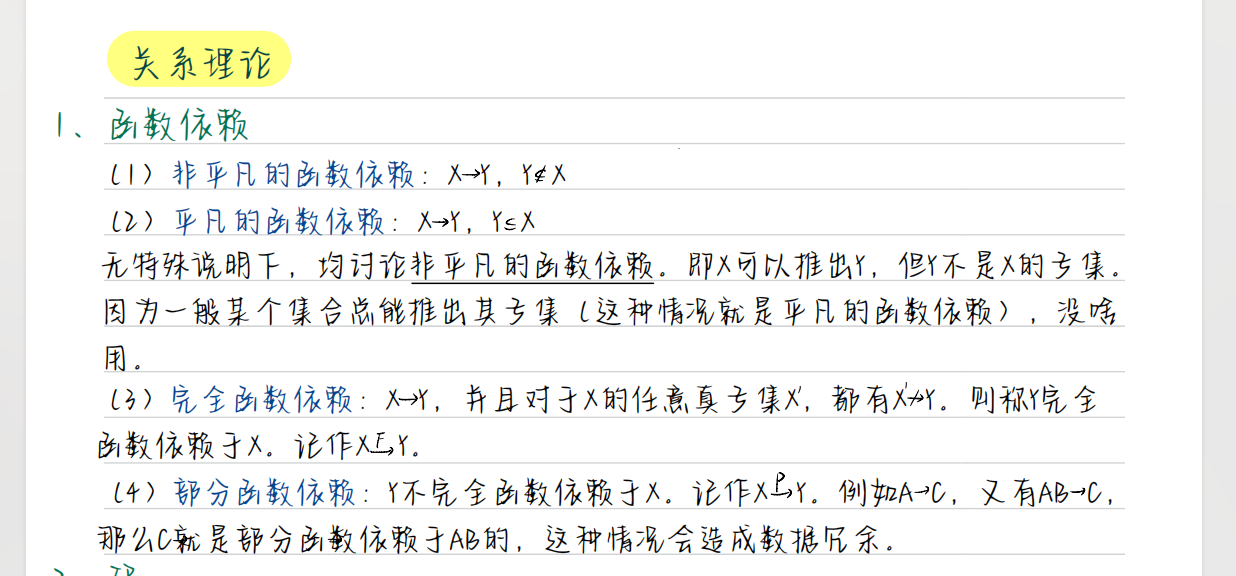 关系理论
1、函数依赖
(1) 非平凡的函数依赖：X→Y，Y⊄X
(2) 平凡的函数依赖：X→Y，Y⊆X
无特殊说明下，均讨论非平凡的函数依赖。即X可以推出Y，但Y不是X的子集。
因为一般某个集合总能推出其子集（这种情况就是平凡的函数依赖），没啥
用。
(3) 完全函数依赖：X→Y，并且对于X的任意真子集X'，都有X'↛Y。则称Y完全
函数依赖于X。记作X F→ Y。
(4) 部分函数依赖：Y不完全函数依赖于X。记作X P→ Y。例如A→C，又有AB→C，
那么C就是部分函数依赖于AB的，这种情况会造成数据冗余。